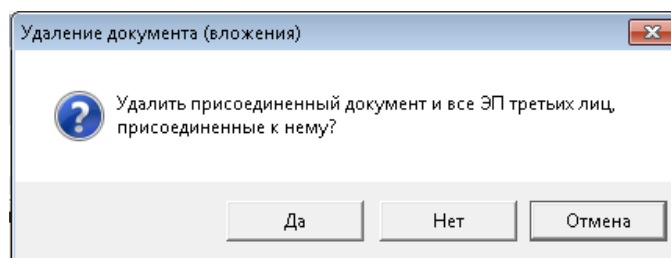 Удаление документа (вложения)
Удалить присоединенный документ и все ЭП третьих лиц,
присоединенные к нему?
Да
Нет
Отмена